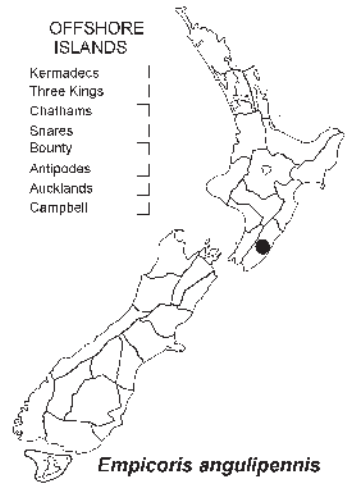 OFFSHORE
ISLANDS
Kermadecs
Three Kings
Chathams
Snares
Bounty
Antipodes
Aucklands
Campbell
Empicoris angulipennis